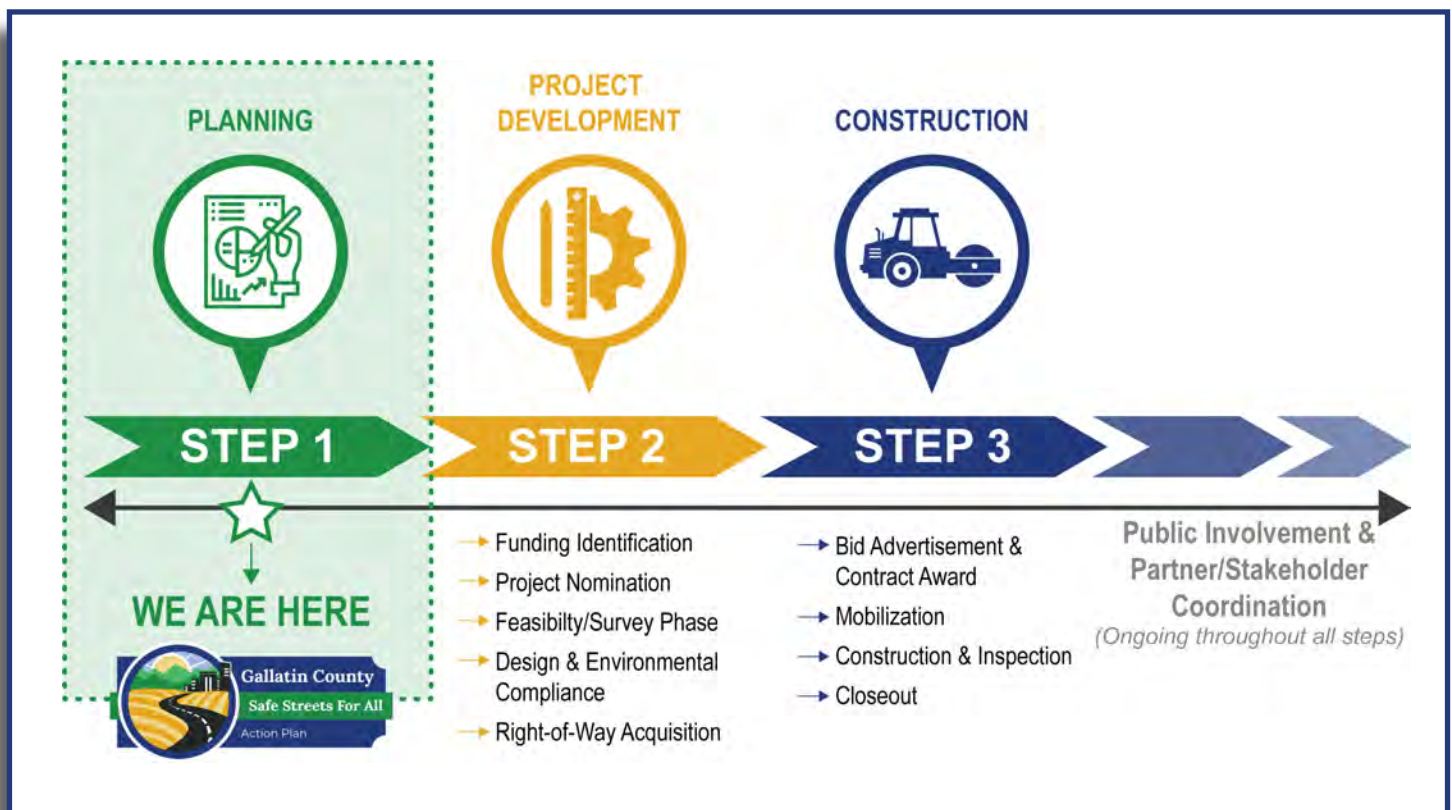 PLANNING
PROJECT
DEVELOPMENT
CONSTRUCTION
STEP 1
STEP 2
STEP 3
WE ARE HERE
Gallatin County
Safe Streets For All
Action Plan
Funding Identification
Project Nomination
Feasibilty/Survey Phase
Design & Environmental
Compliance
Right-of-Way Acquisition
Bid Advertisement &
Contract Award
Mobilization
Construction & Inspection
Closeout
Public Involvement &
Partner/Stakeholder
Coordination
(Ongoing throughout all steps)